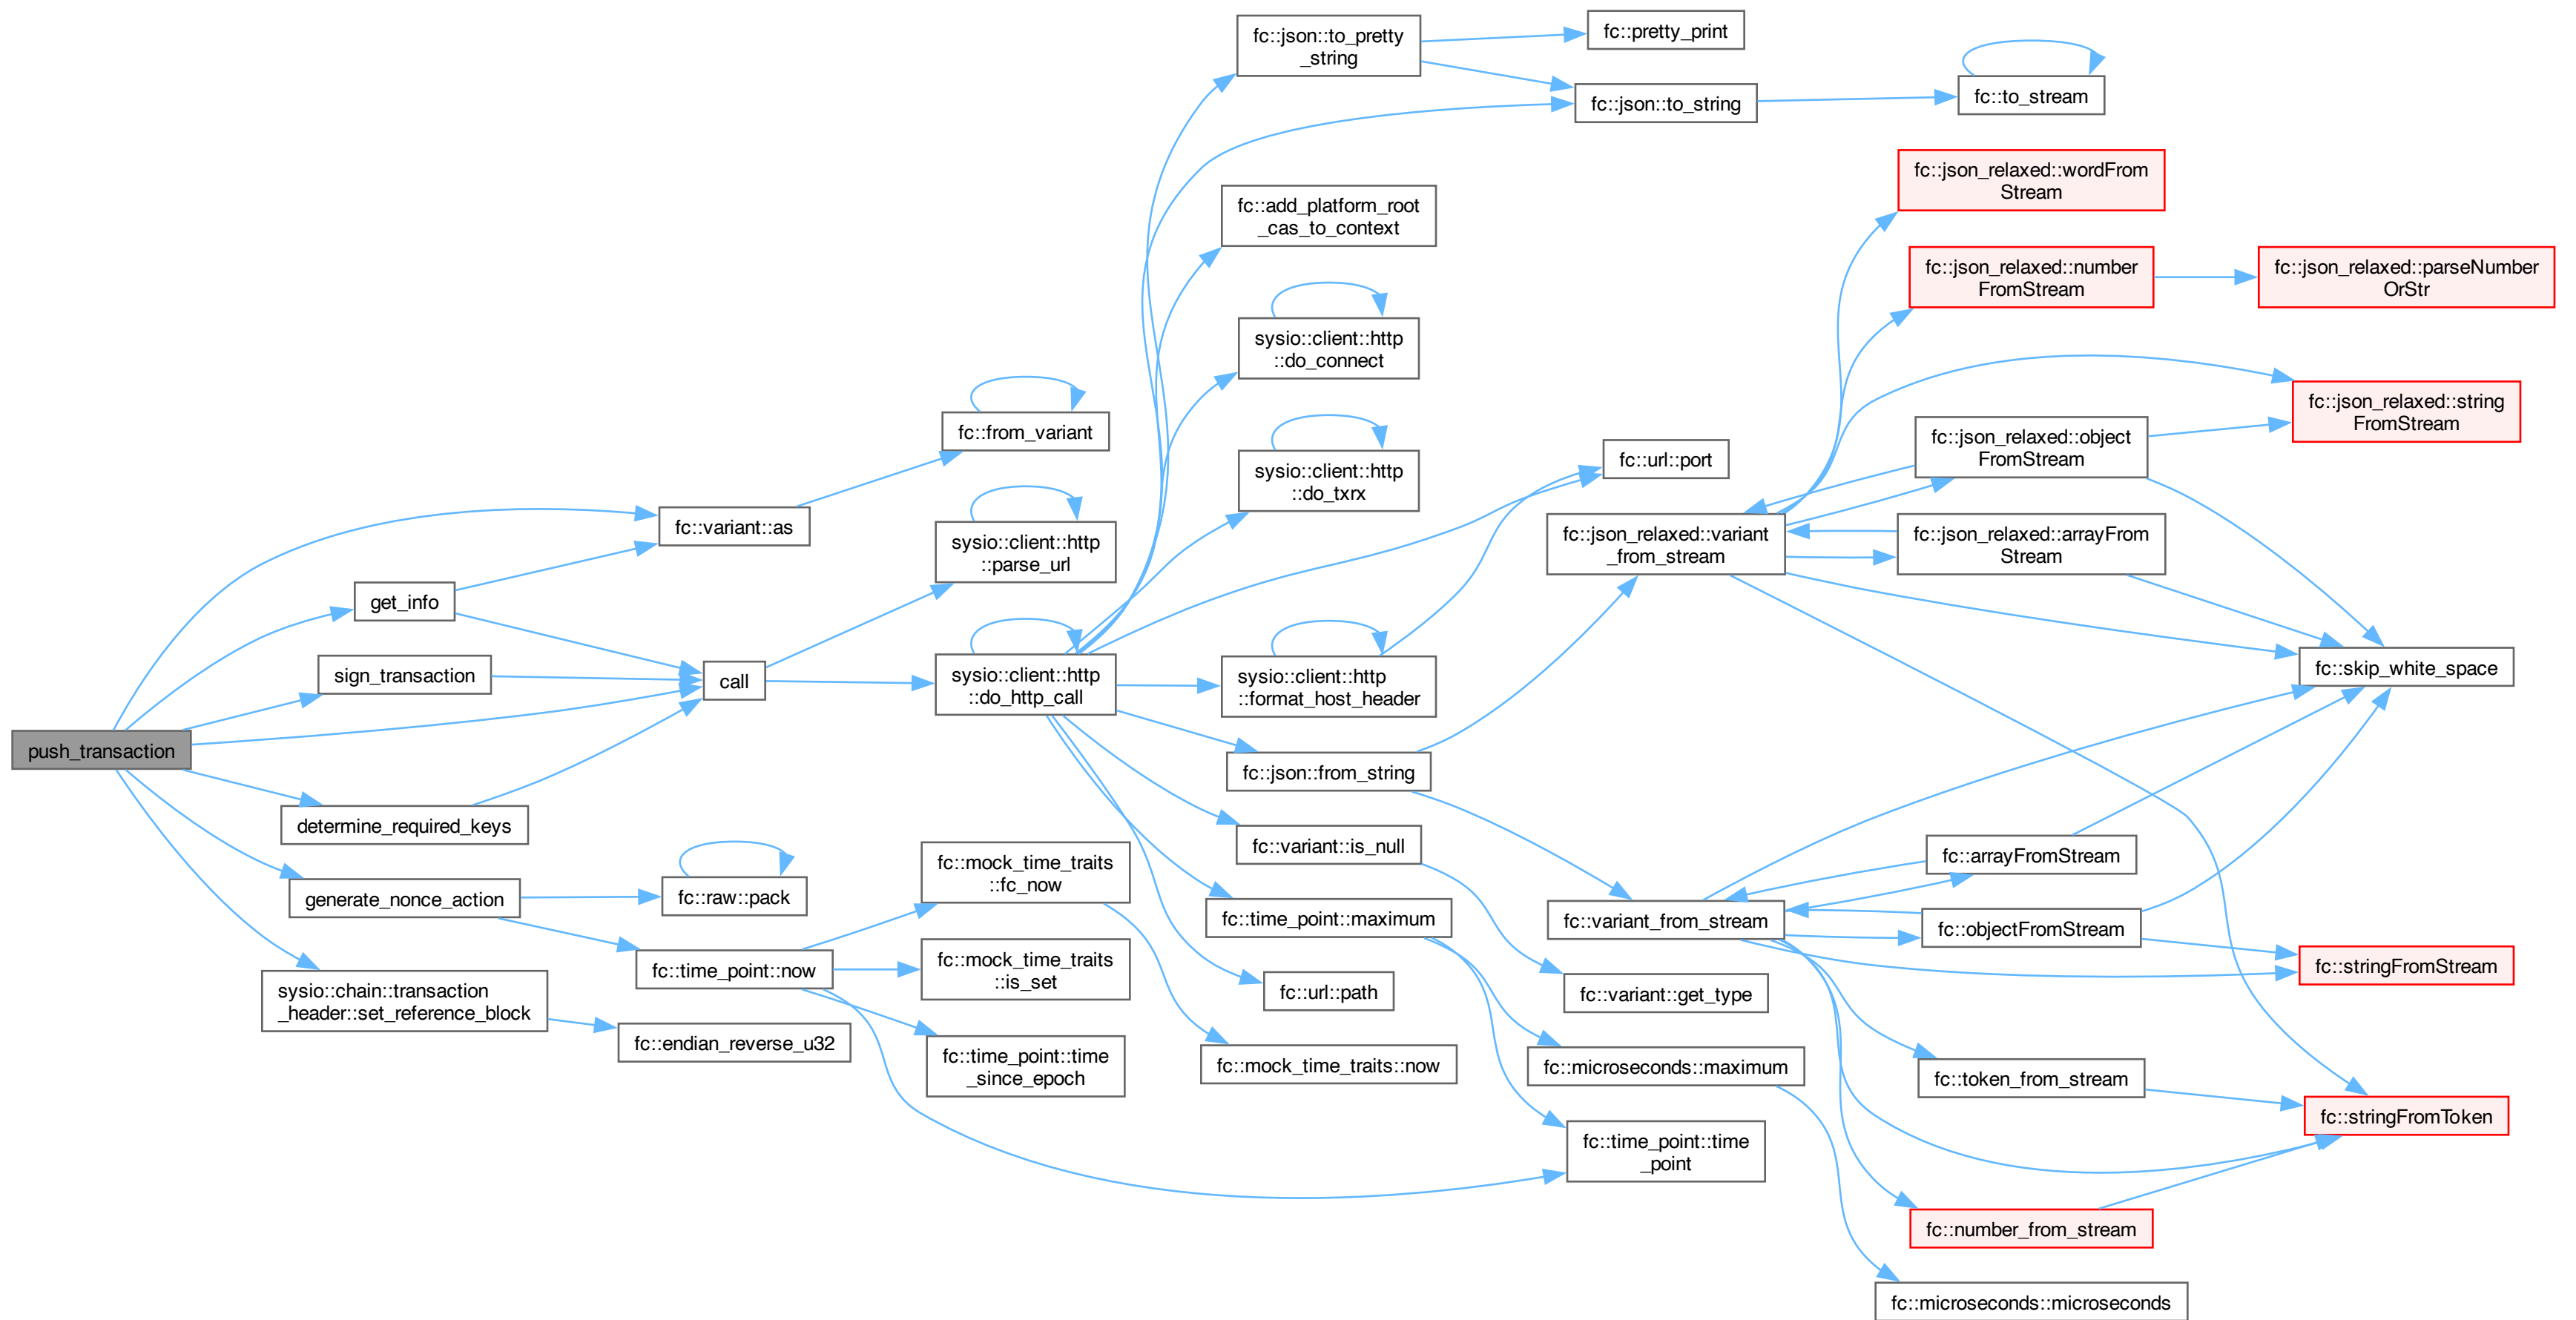 push_transaction
get_info
sign_transaction
determine_required_keys
generate_nonce_action
sysio::chain::transaction
_header::set_reference_block
fc::variant::as
call
fc::raw::pack
fc::time_point::now
fc::endian_reverse_u32
fc::from_variant
sysio::client::http
::parse_url
sysio::client::http
::do_http_call
fc::mock_time_traits
::fc_now
fc::mock_time_traits
::is_set
fc::time_point::time
_since_epoch
fc::json::to_pretty
_string
fc::add_platform_root
_cas_to_context
sysio::client::http
::do_connect
sysio::client::http
::do_txrx
sysio::client::http
::format_host_header
fc::json::from_string
fc::variant::is_null
fc::time_point::maximum
fc::url::path
fc::mock_time_traits::now
fc::pretty_print
fc::json::to_string
fc::url::port
fc::json_relaxed::variant
_from_stream
fc::variant_from_stream
fc::variant::get_type
fc::microseconds::maximum
fc::time_point::time
_point
fc::to_stream
fc::json_relaxed::wordFrom
Stream
fc::json_relaxed::number
FromStream
fc::json_relaxed::object
FromStream
fc::json_relaxed::arrayFrom
Stream
fc::arrayFromStream
fc::objectFromStream
fc::token_from_stream
fc::number_from_stream
fc::microseconds::microseconds
fc::json_relaxed::parseNumber
OrStr
fc::json_relaxed::string
FromStream
fc::skip_white_space
fc::stringFromStream
fc::stringFromToken